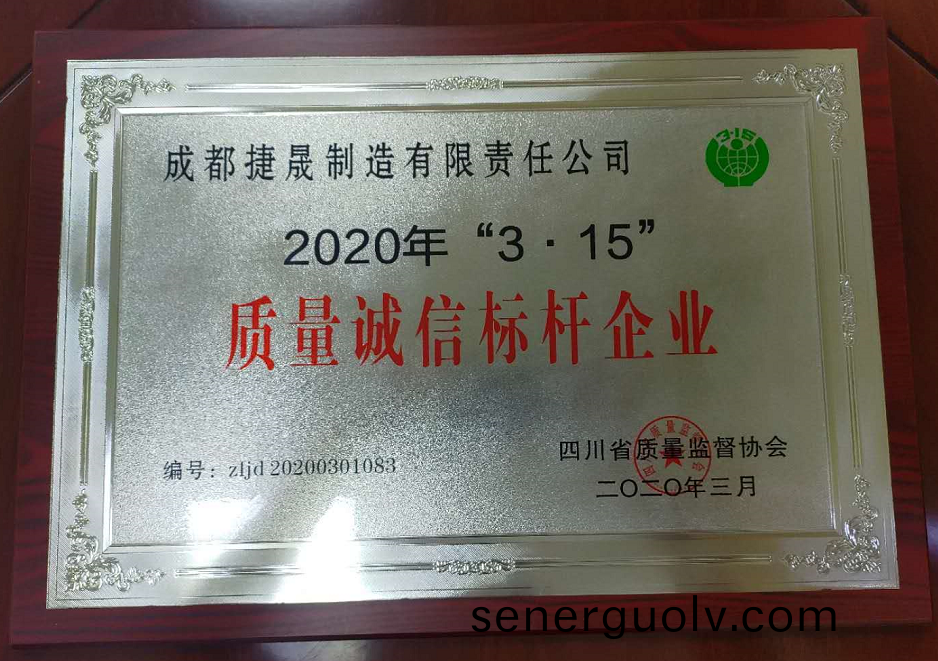 成都捷晟制造有限责任公司
3·15
2020年“3·15”
质量诚信标杆企业
编号：zljd 20200301083
四川省质量监督协会
二〇二〇年三月
senerguolv.com